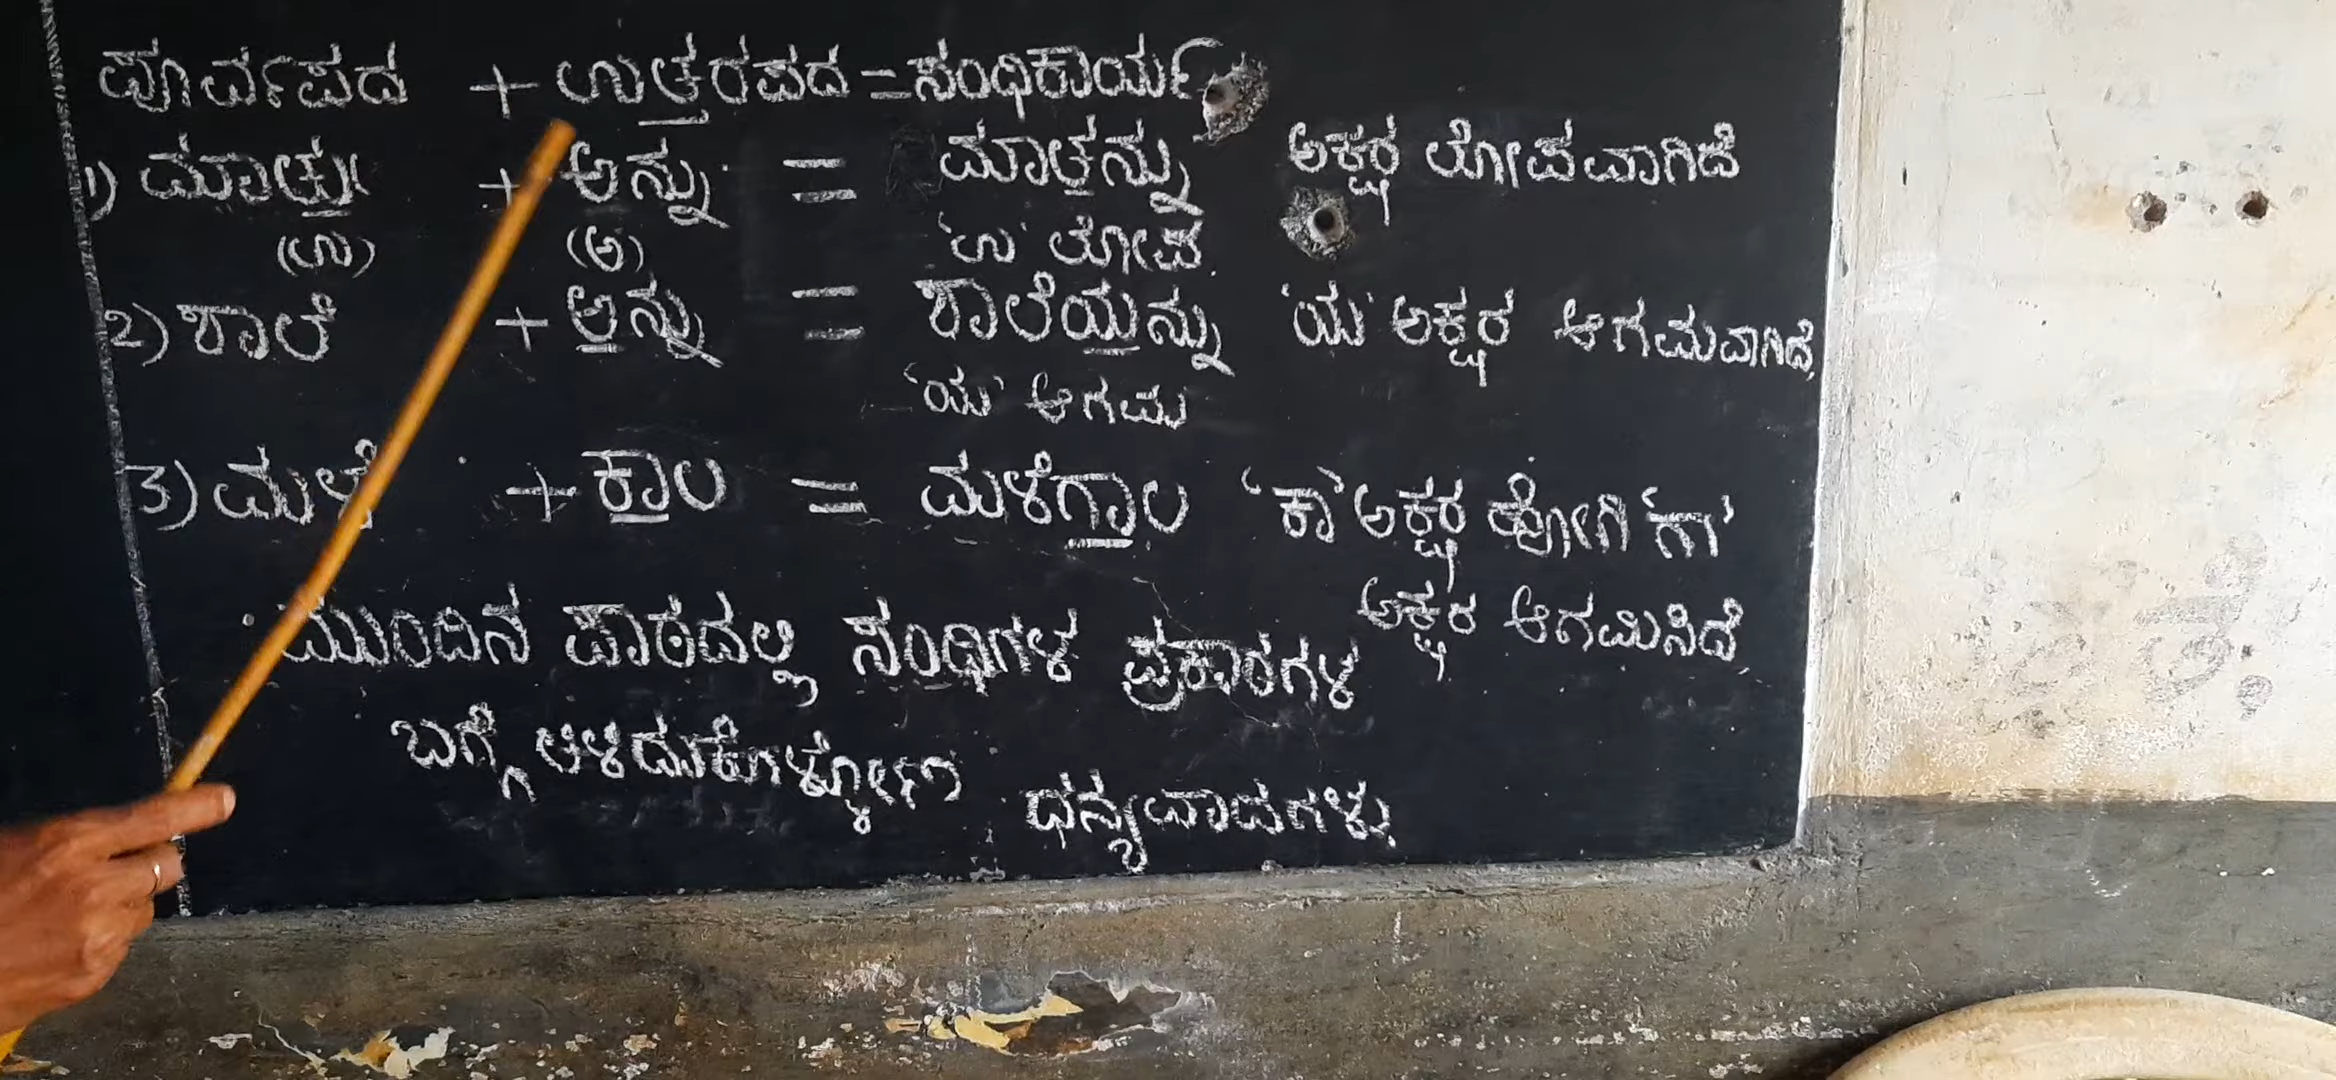 ಪೂರ್ವಪದ + ಉತ್ತರಪದ = ಸಂಧಿಕಾರ್ಯ
1) ಮಾತು + ಅನ್ನು = ಮಾತನ್ನು ಅಕ್ಷರ ಲೋಪವಾಗಿದೆ
(ಉ) (ಅ) 'ಉ' ಲೋಪ.
2) ಶಾಲೆ + ಅನ್ನು = ಶಾಲೆಯನ್ನು 'ಯ' ಅಕ್ಷರ ಆಗಮವಾಗಿದೆ.
'ಯ' ಆಗಮ
3) ಮಳೆ + ಕಾಲ = ಮಳೆಗಾಲ 'ಕಾ' ಅಕ್ಷರ ಹೋಗಿ 'ಗಾ'
ಅಕ್ಷರ ಆಗಮಿಸಿದೆ
ಮುಂದಿನ ಪಾಠದಲ್ಲಿ ಸಂಧಿಗಳ ಪ್ರಕಾರಗಳ
ಬಗ್ಗೆ ತಿಳಿದುಕೊಳ್ಳೋಣ ಧನ್ಯವಾದಗಳು